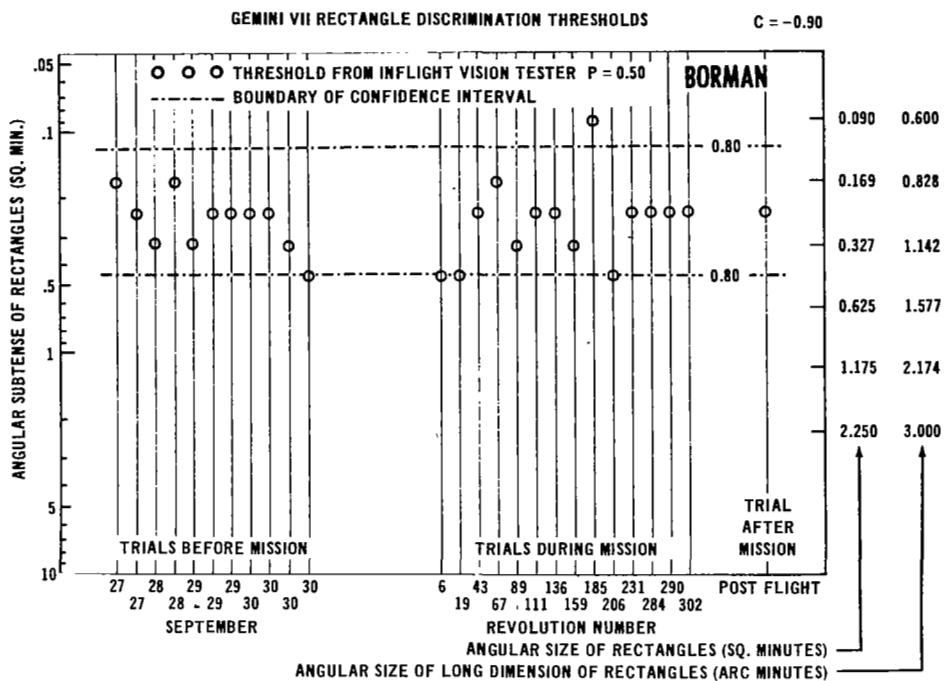 GEMINI VII RECTANGLE DISCRIMINATION THRESHOLDS
C = -0.90
ANGULAR SUBTENSE OF RECTANGLES (SQ. MIN.)
.05
.1
.5
1
5
10
THRESHOLD FROM INFLIGHT VISION TESTER P = 0.50
BOUNDARY OF CONFIDENCE INTERVAL
BORMAN
0.80
0.80
0.090 0.600
0.169 0.828
0.327 1.142
0.625 1.577
1.175 2.174
2.250 3.000
TRIALS BEFORE MISSION
TRIALS DURING MISSION
TRIAL
AFTER
MISSION
27 28 29 29 30 30
27 28 29 30 30
SEPTEMBER
6 43 89 136 185 231 290
19 67 111 159 206 284 302
REVOLUTION NUMBER
POST FLIGHT
ANGULAR SIZE OF RECTANGLES (SQ. MINUTES)
ANGULAR SIZE OF LONG DIMENSION OF RECTANGLES (ARC MINUTES)